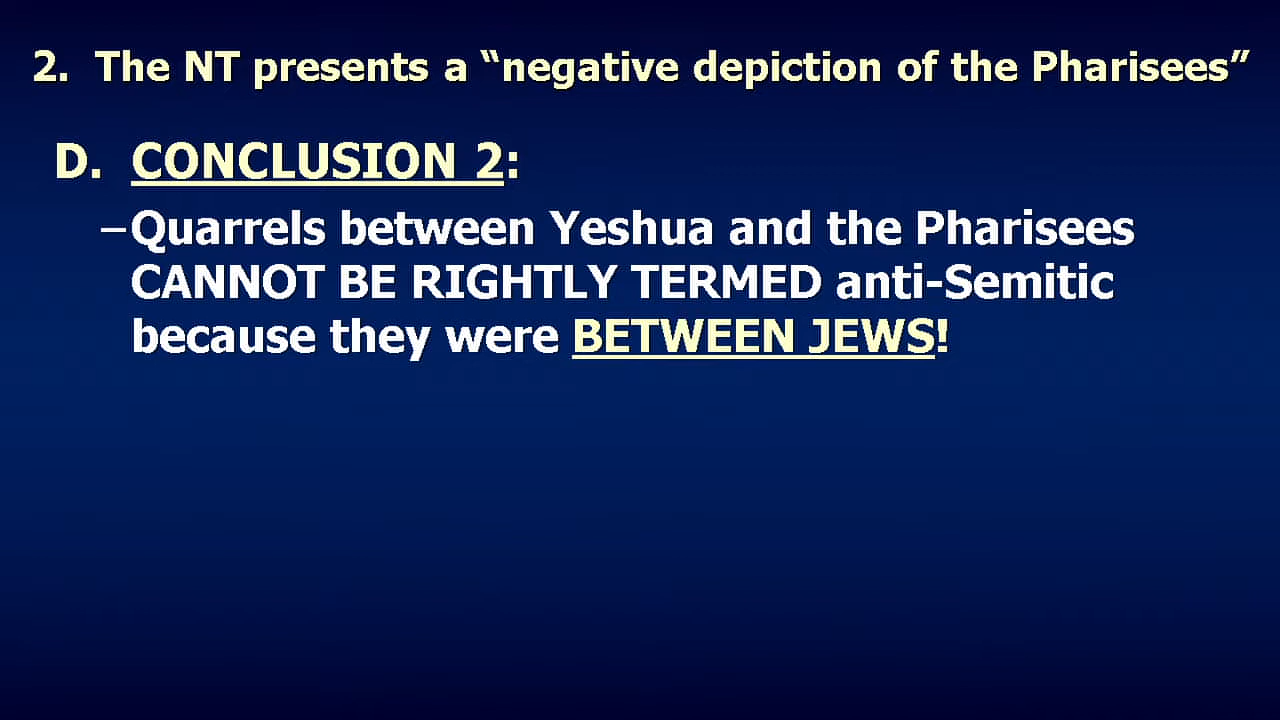 2. The NT presents a “negative depiction of the Pharisees”
D. CONCLUSION 2:
–Quarrels between Yeshua and the Pharisees
CANNOT BE RIGHTLY TERMED anti-Semitic
because they were BETWEEN JEWS!